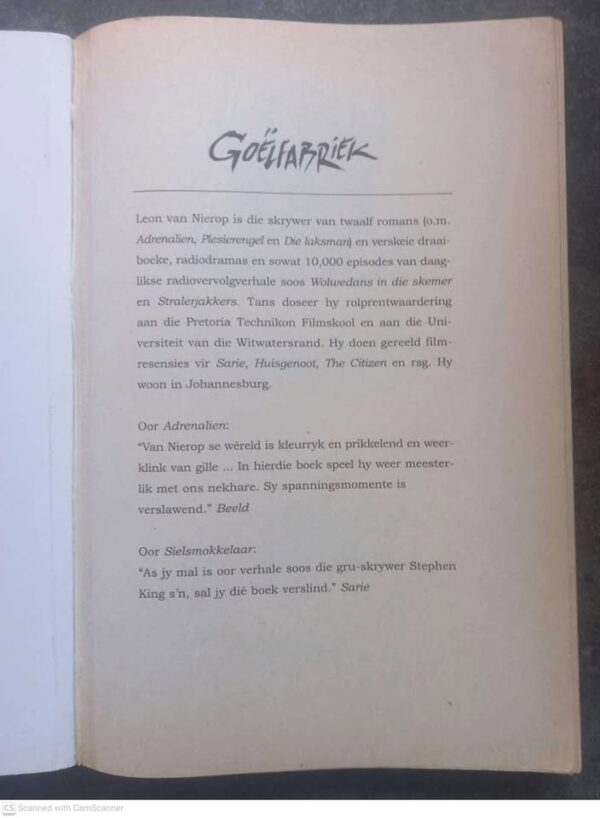 GOËLFABRIEK
Leon van Nierop is die skrywer van twaalf romans (o.m.
Adrenalien, Plesierengel en Die laksman) en verskeie draai-
boeke, radiodramas en sowat 10,000 episodes van daag-
likse radiovervolgverhale soos Wolwedans in die skemer
en Stralerjakkers. Tans doseer hy rolprentwaardering
aan die Pretoria Technikon Filmskool en aan die Uni-
versiteit van die Witwatersrand. Hy doen gereeld film-
resensies vir Sarie, Huisgenoot, The Citizen en rsg. Hy
woon in Johannesburg.
Oor Adrenalien:
“Van Nierop se wêreld is kleurryk en prikkelend en weer-
klink van gille ... In hierdie boek speel hy weer meester-
lik met ons nekhare. Sy spanningsmomente is
verslawend.” Beeld
Oor Sielsmokkelaar:
“As jy mal is oor verhale soos die gru-skrywer Stephen
King s’n, sal jy dié boek verslind.” Sarie
CS Scanned with CamScanner